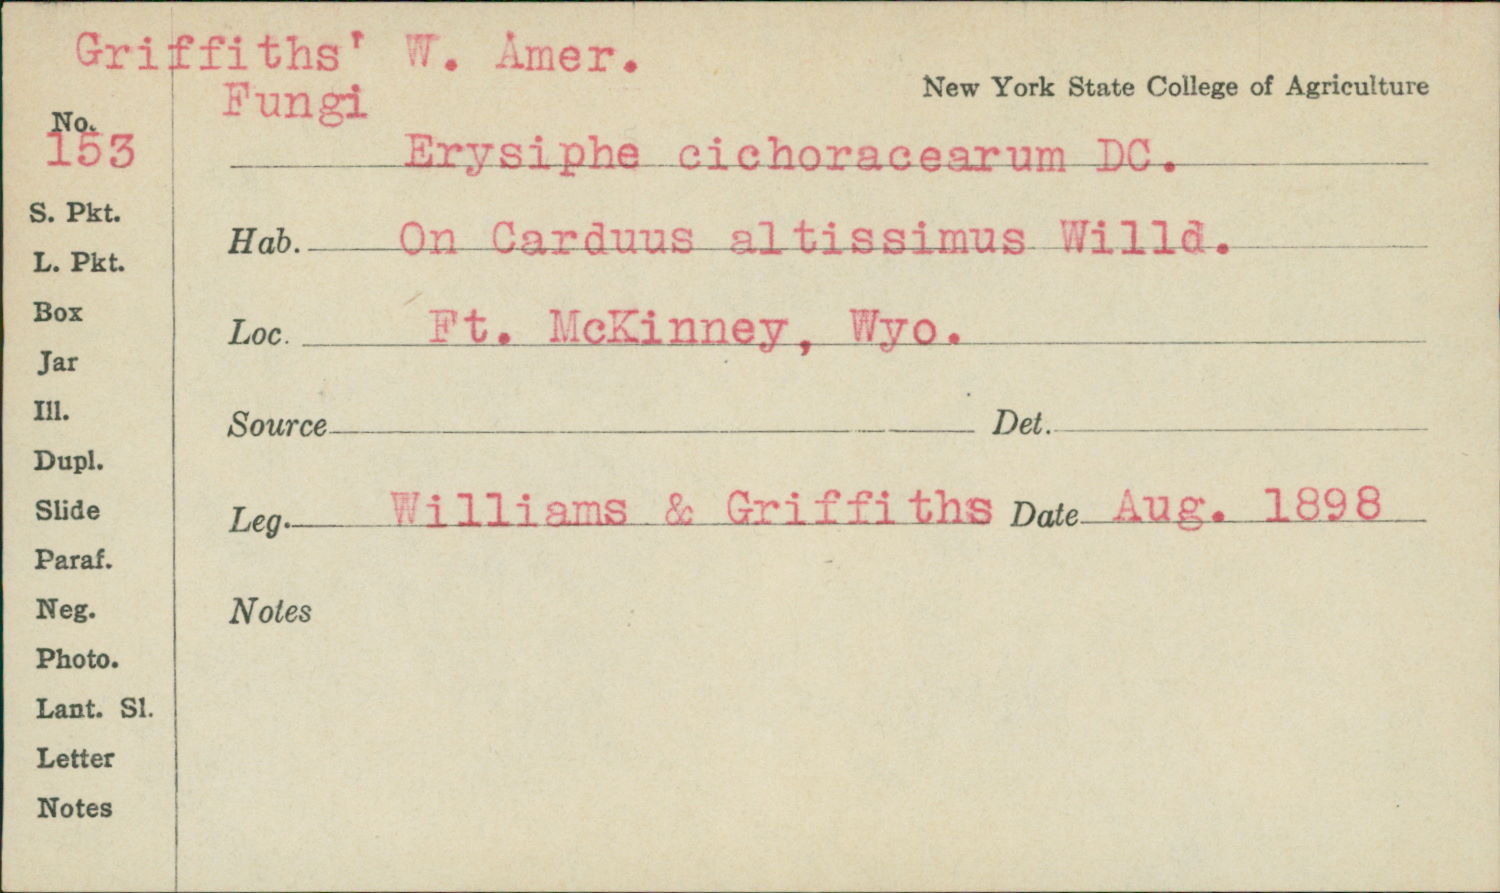 Griffiths' W. Amer.
Fungi
New York State College of Agriculture
No.
153
Erysiphe cichoracearum DC.
S. Pkt.
Hab. On Carduus altissimus Willd.
L. Pkt.
Box
Loc. Ft. McKinney, Wyo.
Jar
Ill.
Source Det.
Dupl.
Slide
Leg. Williams & Griffiths Date Aug. 1898
Paraf.
Neg.
Notes
Photo.
Lant. Sl.
Letter
Notes